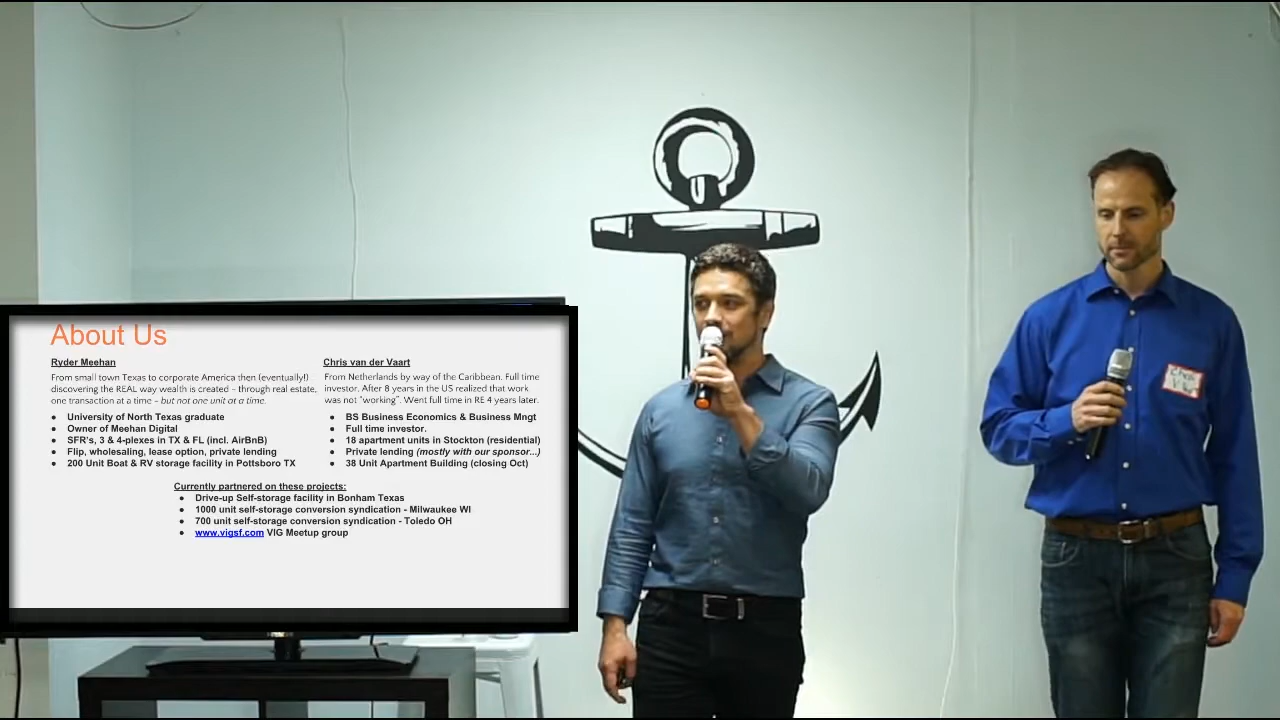 About Us
Ryder Meehan
From small town Texas to corporate America then (eventually!)
discovering the REAL way wealth is created – through real estate,
one transaction at a time – but not one unit at a time.
● University of North Texas graduate
● Owner of Meehan Digital
● SFR's, 3 & 4-plexes in TX & FL (incl. AirBnB)
● Flip, wholesaling, lease option, private lending
● 200 Unit Boat & RV storage facility in Pottsboro TX
Chris van der Vaart
From Netherlands by way of the Caribbean. Full time
investor. After 8 years in the US realized that work
was not "working". Went full time in RE 4 years later.
● BS Business Economics & Business Mngt
● Full time investor.
● 18 apartment units in Stockton (residential)
● Private lending (mostly with our sponsor...)
● 38 Unit Apartment Building (closing Oct)
Currently partnered on these projects:
● Drive-up Self-storage facility in Bonham Texas
● 1000 unit self-storage conversion syndication - Milwaukee WI
● 700 unit self-storage conversion syndication - Toledo OH
● www.vigsf.com VIG Meetup group